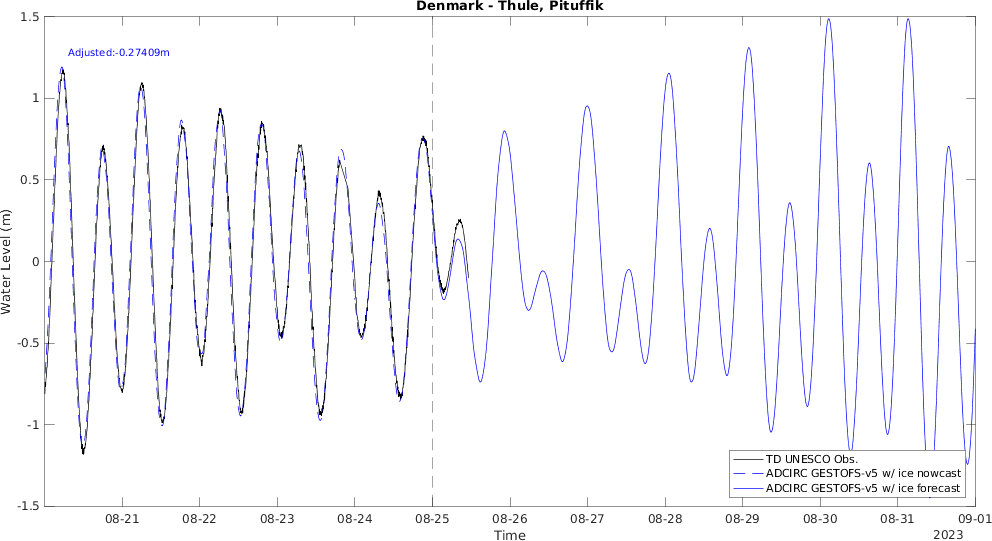 Denmark - Thule, Pituffik
Adjusted:-0.27409m
1.5
1
0.5
0
-0.5
-1
-1.5
Water Level (m)
TD UNESCO Obs.
ADCIRC GESTOFS-v5 w/ ice nowcast
ADCIRC GESTOFS-v5 w/ ice forecast
08-21 08-22 08-23 08-24 08-25 08-26 08-27 08-28 08-29 08-30 08-31 09-01
Time
2023